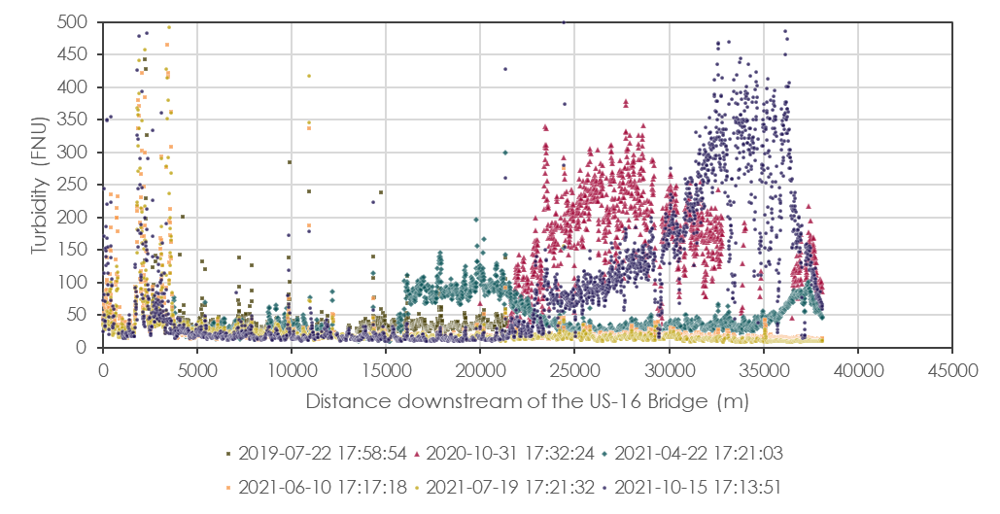 500
450
400
350
300
250
200
150
100
50
0
Turbidity (FNU)
0 5000 10000 15000 20000 25000 30000 35000 40000 45000
Distance downstream of the US-16 Bridge (m)
2019-07-22 17:58:54 2020-10-31 17:32:24 2021-04-22 17:21:03
2021-06-10 17:17:18 2021-07-19 17:21:32 2021-10-15 17:13:51